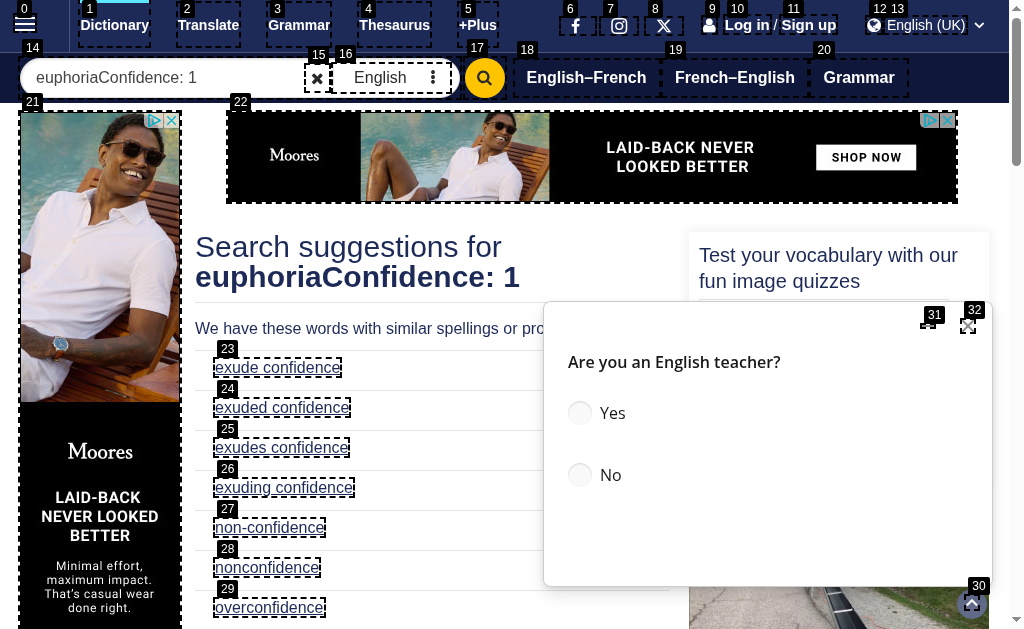 0
1
2
3
4
5
6
7
8
9
10
11
12
13
Dictionary
Translate
Grammar
Thesaurus
+Plus
Log in / Sign up
English (UK)
14
15
16
17
18
19
20
euphoriaConfidence: 1
English
English–French
French–English
Grammar
21
22
Moores
LAID-BACK NEVER
LOOKED BETTER
SHOP NOW
Moores
LAID-BACK
NEVER LOOKED
BETTER
Minimal effort,
maximum impact.
That's casual wear
done right.
Search suggestions for
euphoriaConfidence: 1
We have these words with similar spellings or pro
23
exude confidence
24
exuded confidence
25
exudes confidence
26
exuding confidence
27
non-confidence
28
nonconfidence
29
overconfidence
Test your vocabulary with our
fun image quizzes
31
32
Are you an English teacher?
Yes
No
30